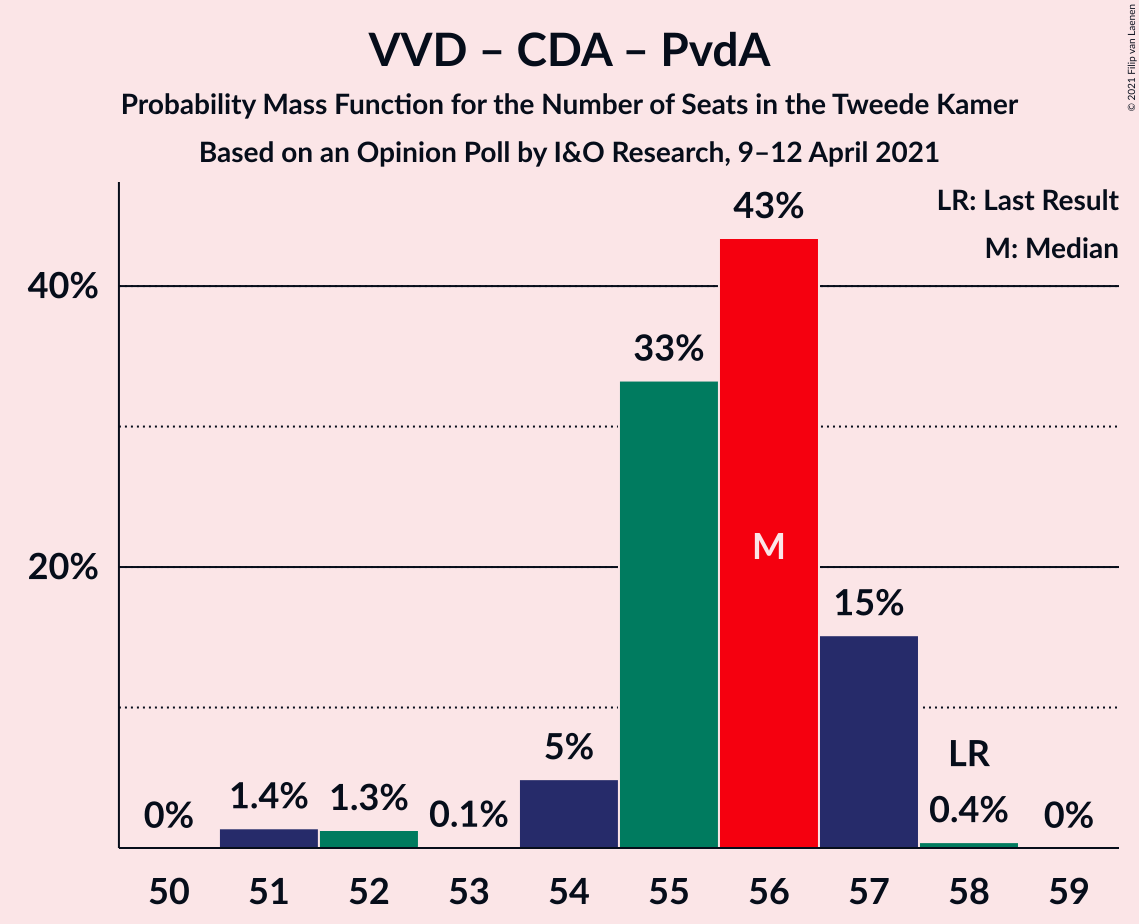 VVD – CDA – PvdA
Probability Mass Function for the Number of Seats in the Tweede Kamer
Based on an Opinion Poll by I&O Research, 9–12 April 2021
© 2021 Filip van Laenen
LR: Last Result
M: Median
43%
40%
33%
M
20%
15%
5%
LR
1.4%
1.3%
0.4%
0%
0.1%
0%
50 51 52 53 54 55 56 57 58 59